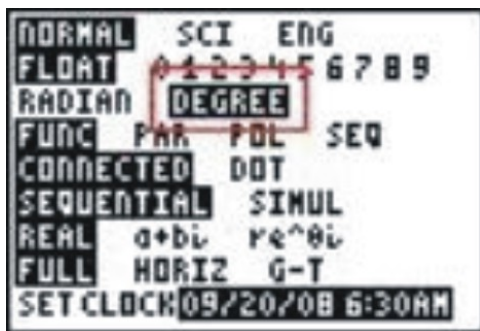 NORMAL SCI ENG
FLOAT 0 1 2 3 4 5 6 7 8 9
RADIAN DEGREE
FUNC PAR POL SEQ
CONNECTED DOT
SEQUENTIAL SIMUL
REAL a+bi re^θi
FULL HORIZ G-T
SET CLOCK 09/20/08 6:30AM